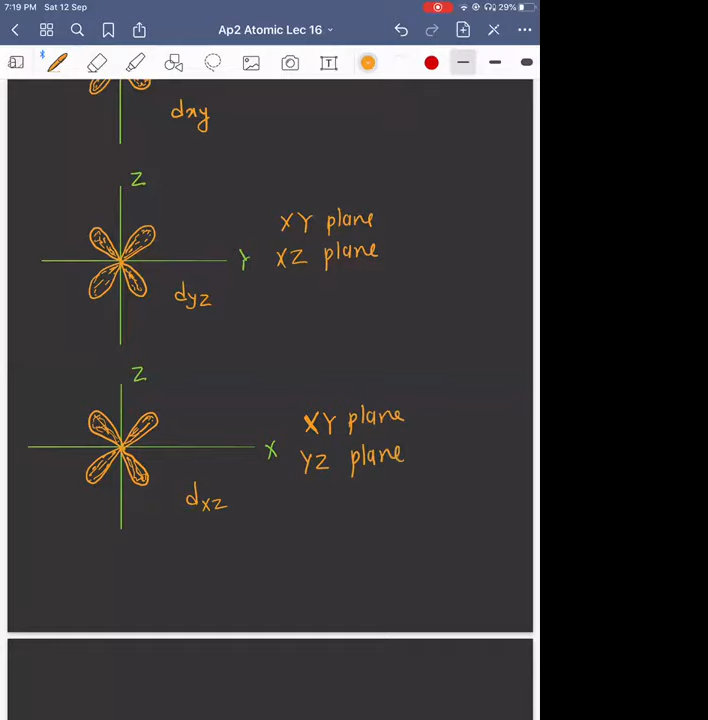 7:19 PM Sat 12 Sep
29%
Ap2 Atomic Lec 16
T
dxy
Z
XY plane
XZ plane
Y
dyz
Z
XY plane
X
YZ plane
dxz